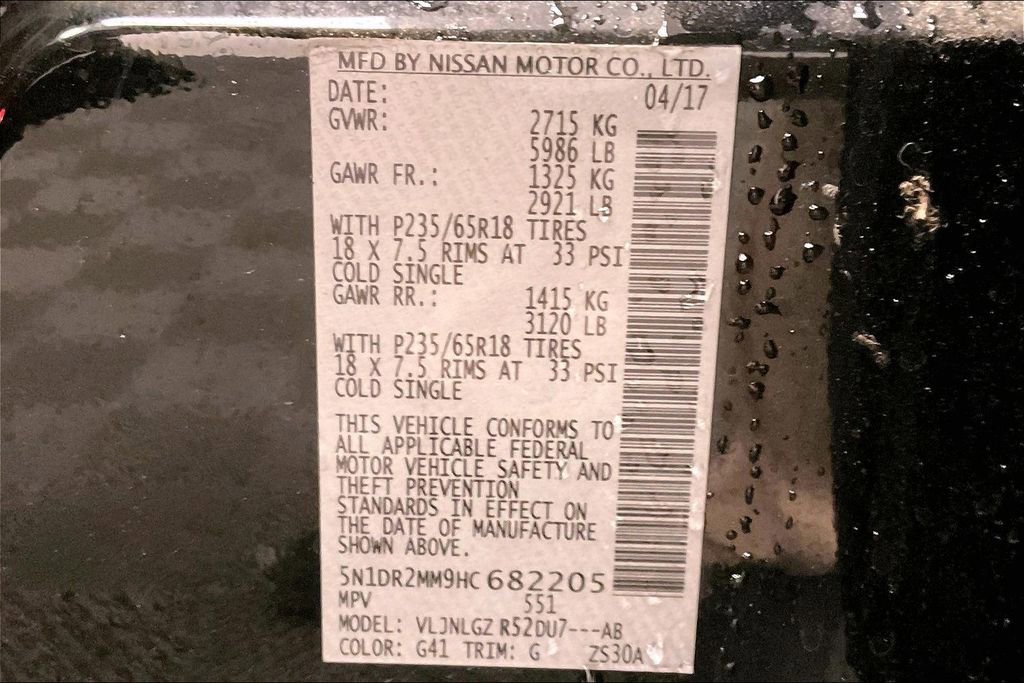 MFD BY NISSAN MOTOR CO., LTD.
DATE: 04/17
GVWR: 2715 KG
5986 LB
GAWR FR.: 1325 KG
2921 LB
WITH P235/65R18 TIRES
18 X 7.5 RIMS AT 33 PSI
COLD SINGLE
GAWR RR.: 1415 KG
3120 LB
WITH P235/65R18 TIRES
18 X 7.5 RIMS AT 33 PSI
COLD SINGLE
THIS VEHICLE CONFORMS TO
ALL APPLICABLE FEDERAL
MOTOR VEHICLE SAFETY AND
THEFT PREVENTION
STANDARDS IN EFFECT ON
THE DATE OF MANUFACTURE
SHOWN ABOVE.
5N1DR2MM9HC 682205
MPV 551
MODEL: VLJNLGZ R52DU7---AB
COLOR: G41 TRIM: G ZS30A